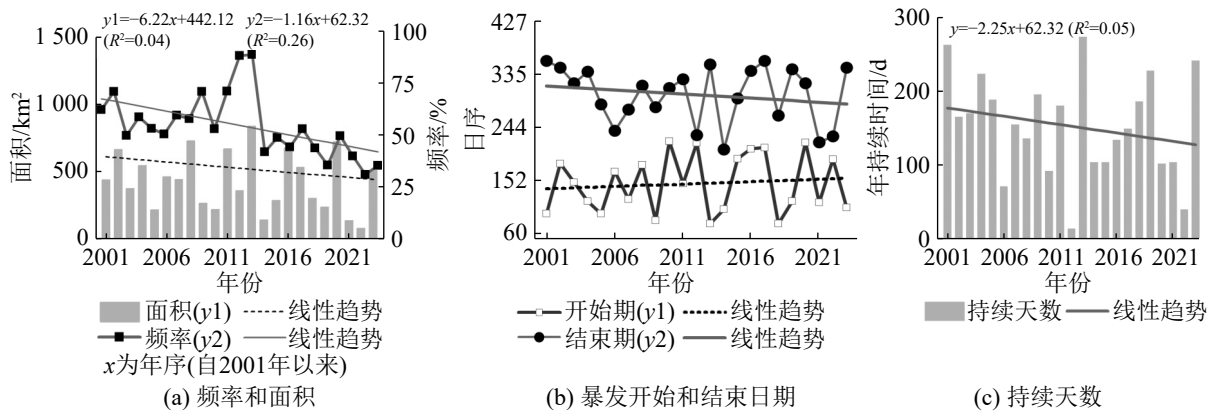 y1=−6.22x+442.12 y2=−1.16x+62.32
(R²=0.04) (R²=0.26)
1 500
1 000
500
0
面积/km²
100
75
50
25
0
频率/%
2001 2006 2011 2016 2021
年份
面积(y1) 线性趋势
频率(y2) 线性趋势
x为年序(自2001年以来)
(a) 频率和面积
427
335
244
152
60
日序
2001 2006 2011 2016 2021
年份
开始期(y1) 线性趋势
结束期(y2) 线性趋势
(b) 暴发开始和结束日期
y=−2.25x+62.32 (R²=0.05)
300
200
100
0
年持续时间/d
2001 2006 2011 2016 2021
年份
持续天数 线性趋势
(c) 持续天数